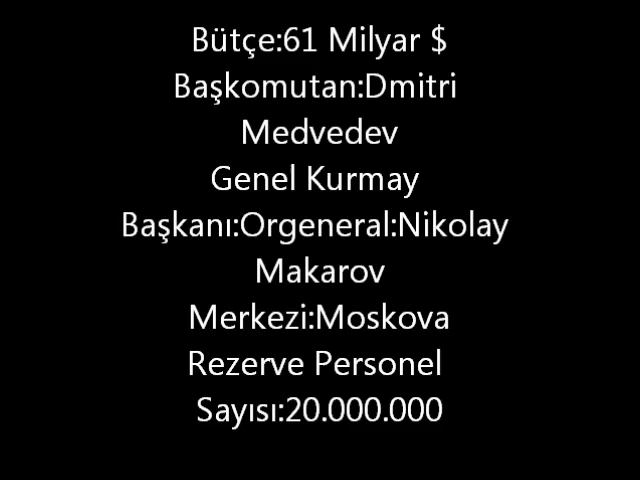 Bütçe:61 Milyar $
Başkomutan:Dmitri
Medvedev
Genel Kurmay
Başkanı:Orgeneral:Nikolay
Makarov
Merkezi:Moskova
Rezerve Personel
Sayısı:20.000.000